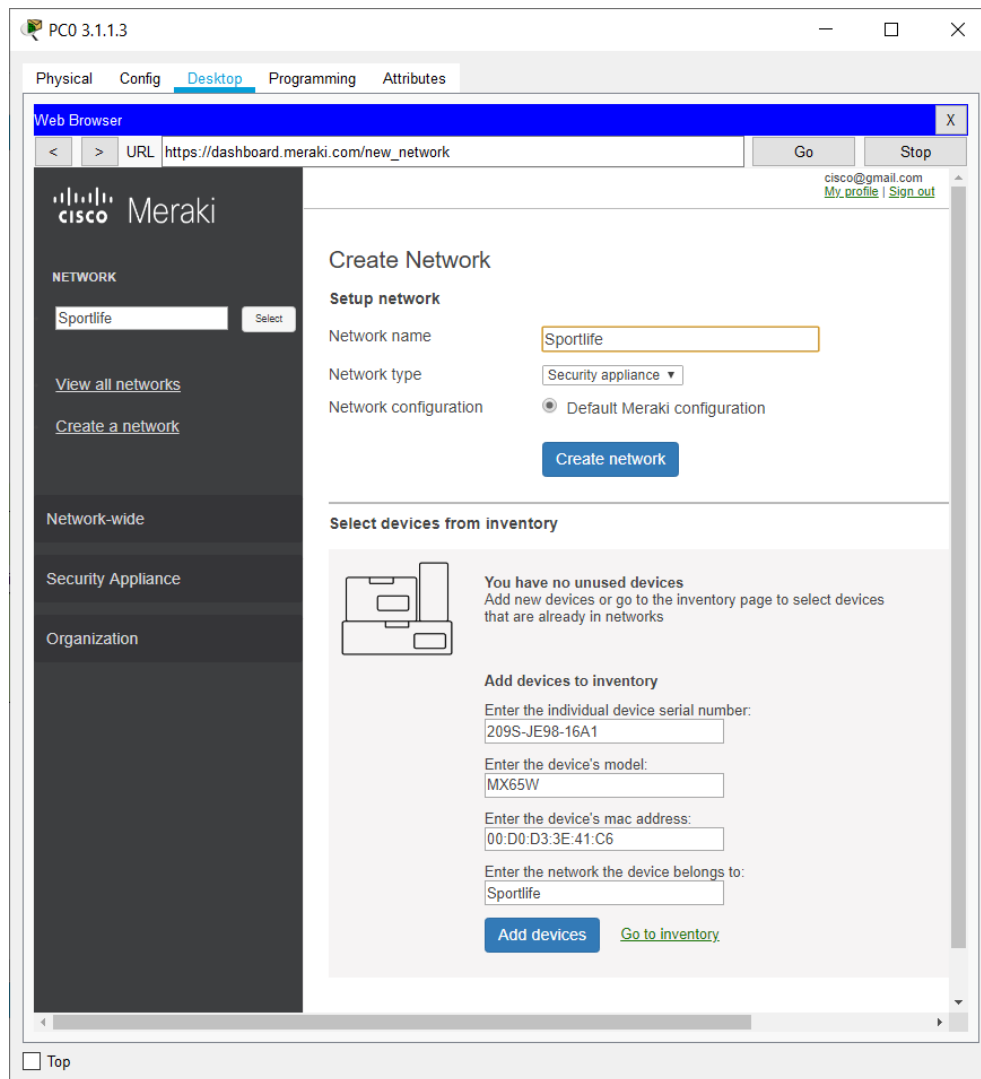 PC0 3.1.1.3
Physical Config Desktop Programming Attributes
Web Browser X
< > URL https://dashboard.meraki.com/new_network Go Stop
cisco@gmail.com
My profile | Sign out
cisco Meraki
NETWORK
Sportlife Select
View all networks
Create a network
Network-wide
Security Appliance
Organization
Create Network
Setup network
Network name Sportlife
Network type Security appliance ▼
Network configuration Default Meraki configuration
Create network
Select devices from inventory
You have no unused devices
Add new devices or go to the inventory page to select devices
that are already in networks
Add devices to inventory
Enter the individual device serial number:
209S-JE98-16A1
Enter the device's model:
MX65W
Enter the device's mac address:
00:D0:D3:3E:41:C6
Enter the network the device belongs to:
Sportlife
Add devices Go to inventory
Top